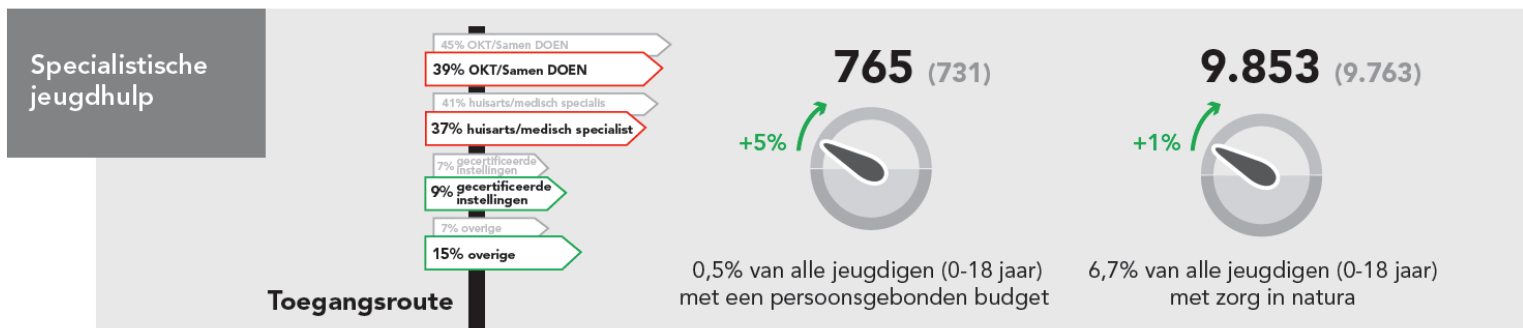 Specialistische
jeugdhulp
45% OKT/Samen DOEN
39% OKT/Samen DOEN
41% huisarts/medisch specialis
37% huisarts/medisch specialist
7% gecertificeerde
instellingen
9% gecertificeerde
instellingen
7% overige
15% overige
Toegangsroute
765 (731)
+5%
0,5% van alle jeugdigen (0-18 jaar)
met een persoonsgebonden budget
9.853 (9.763)
+1%
6,7% van alle jeugdigen (0-18 jaar)
met zorg in natura